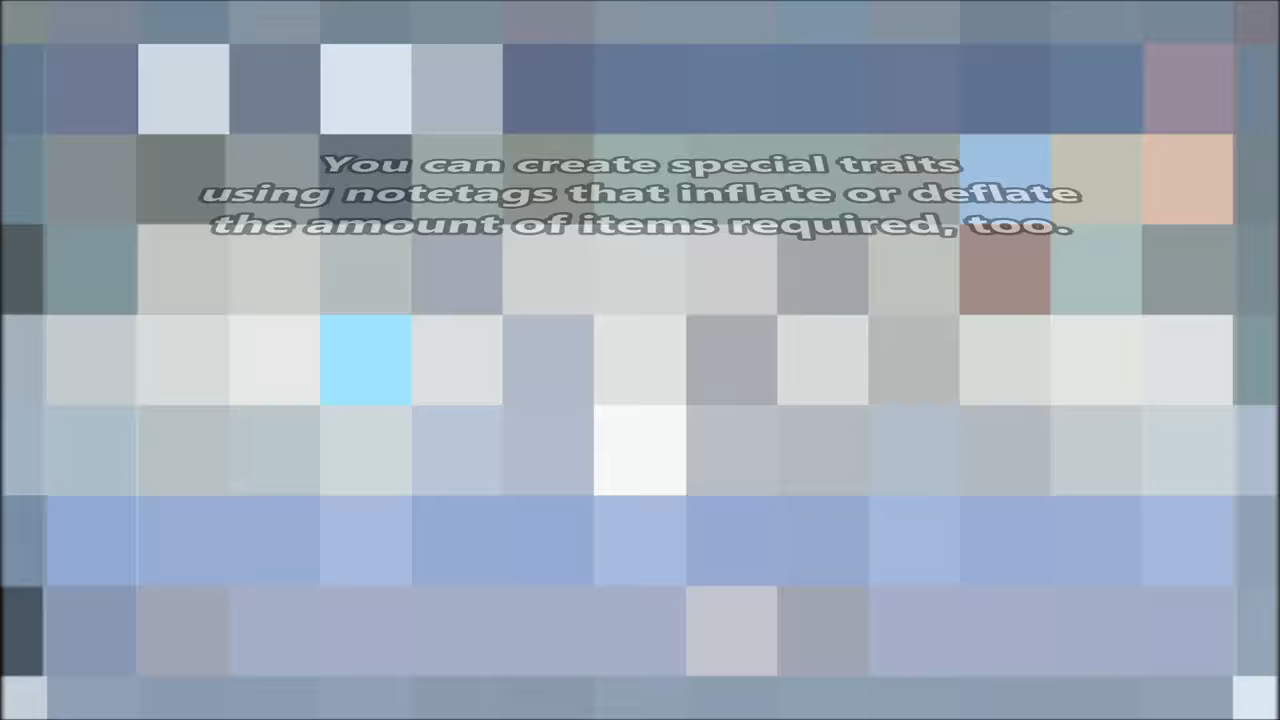 You can create special traits
using notetags that inflate or deflate
the amount of items required, too.